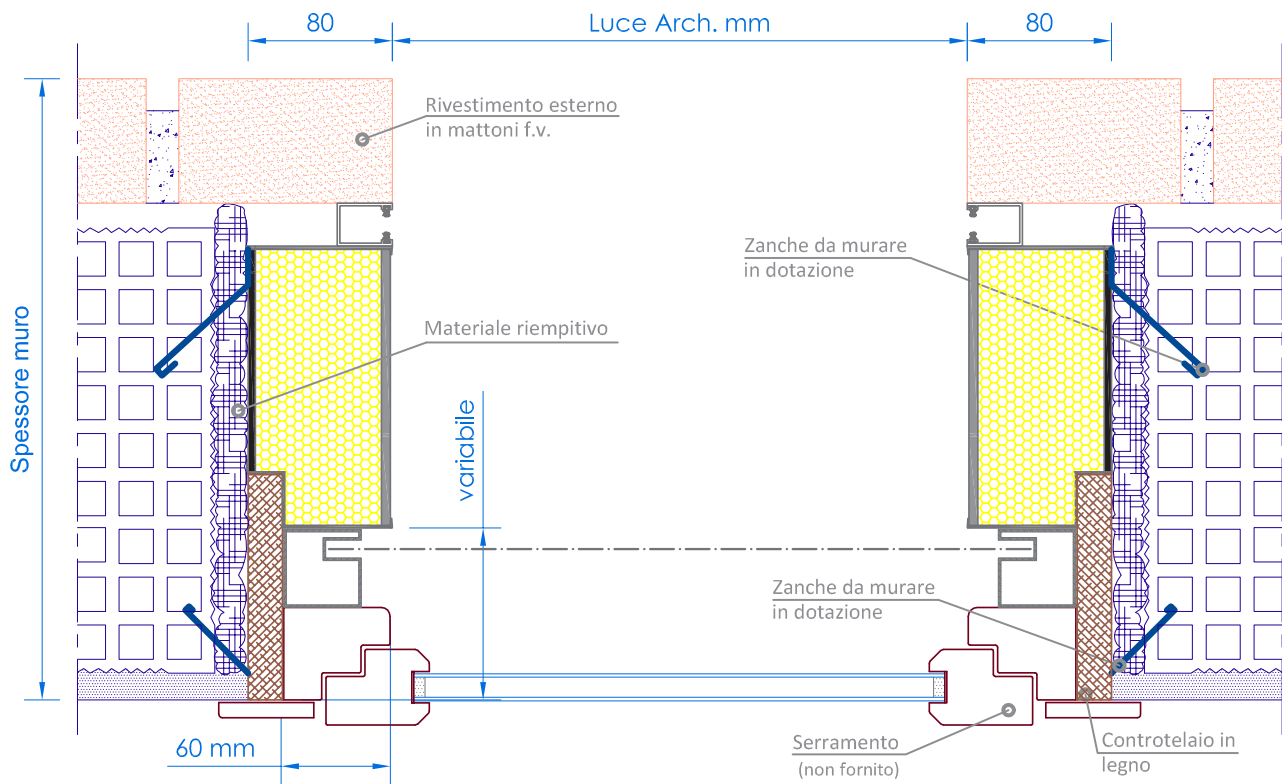 80
Luce Arch. mm
80
Rivestimento esterno
in mattoni f.v.
Zanche da murare
in dotazione
Materiale riempitivo
Spessore muro
variabile
Zanche da murare
in dotazione
60 mm
Serramento
(non fornito)
Controtelaio in
legno